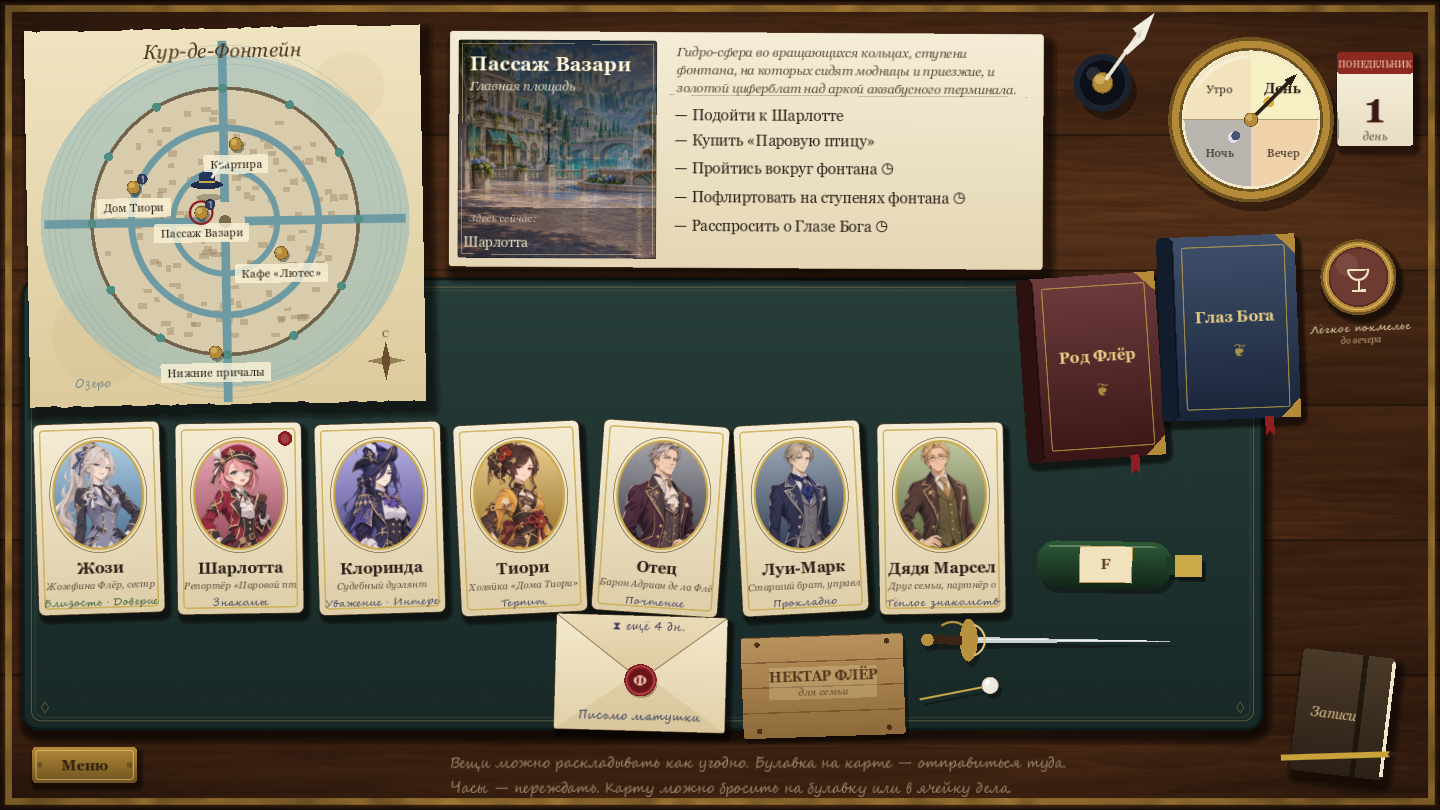 Кур-де-Фонтейн
Квартира
Дом Тиори
1
1
Пассаж Вазари
Кафе «Лютес»
Нижние причалы
Озеро
С
Пассаж Вазари
Главная площадь
Здесь сейчас:
Шарлотта
Гидро-сфера во вращающихся кольцах, ступени
фонтана, на которых сидят модницы и приезжие, и
золотой циферблат над аркой аквабусного терминала.
— Подойти к Шарлотте
— Купить «Паровую птицу»
— Пройтись вокруг фонтана
— Пофлиртовать на ступенях фонтана
— Расспросить о Глазе Бога
Утро
День
Ночь
Вечер
ПОНЕДЕЛЬНИК
1
день
Род Флёр
Глаз Бога
Лёгкое похмелье
до вечера
Жози
Жозефина Флёр, сестр
Близость · Доверие
Шарлотта
Репортёр «Паровой пт
Знакомы
Клоринда
Судебный дуэлянт
Уважение · Интере
Тиори
Хозяйка «Дома Тиори»
Терпит
Отец
Барон Адриан де ла Флё
Почтение
Луи-Марк
Старший брат, управл
Прохладно
Дядя Марсел
Друг семьи, партнёр о
Тёплое знакомств
F
ещё 4 дн.
Ф
Письмо матушки
НЕКТАР ФЛЁР
для семьи
Записи
Меню
Вещи можно раскладывать как угодно. Булавка на карте — отправиться туда.
Часы — переждать. Карту можно бросить на булавку или в ячейку дела.